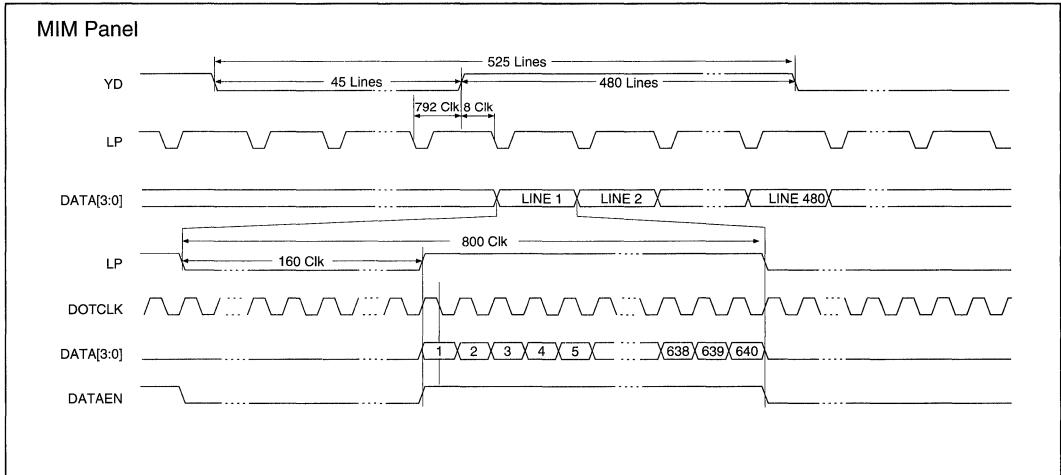 MIM Panel
525 Lines
YD
45 Lines
480 Lines
792 Clk 8 Clk
LP
DATA[3:0] LINE 1 LINE 2 LINE 480
800 Clk
LP 160 Clk
DOTCLK
DATA[3:0] 1 2 3 4 5 638 639 640
DATAEN